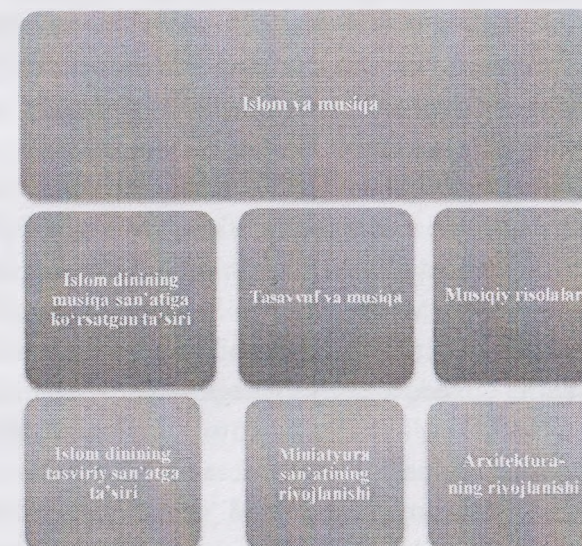 Islom va musiqa
Islom dinining
musiqa san'atiga
ko'rsatgan ta'siri
Tasavvuf va musiqa
Musiqiy risolalar
Islom dinining
tasviriy san'atga
ta'siri
Miniatyura
san'atining
rivojlanishi
Arxitektura-
ning rivojlanishi